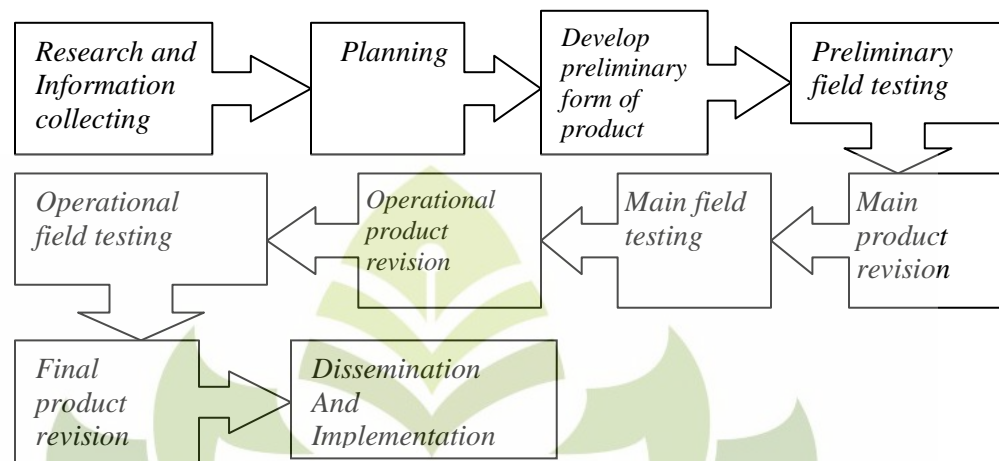 Research and
Information
collecting
Planning
Develop
preliminary
form of
product
Preliminary
field testing
Main
product
revision
Main field
testing
Operational
product
revision
Operational
field testing
Final
product
revision
Dissemination
And
Implementation